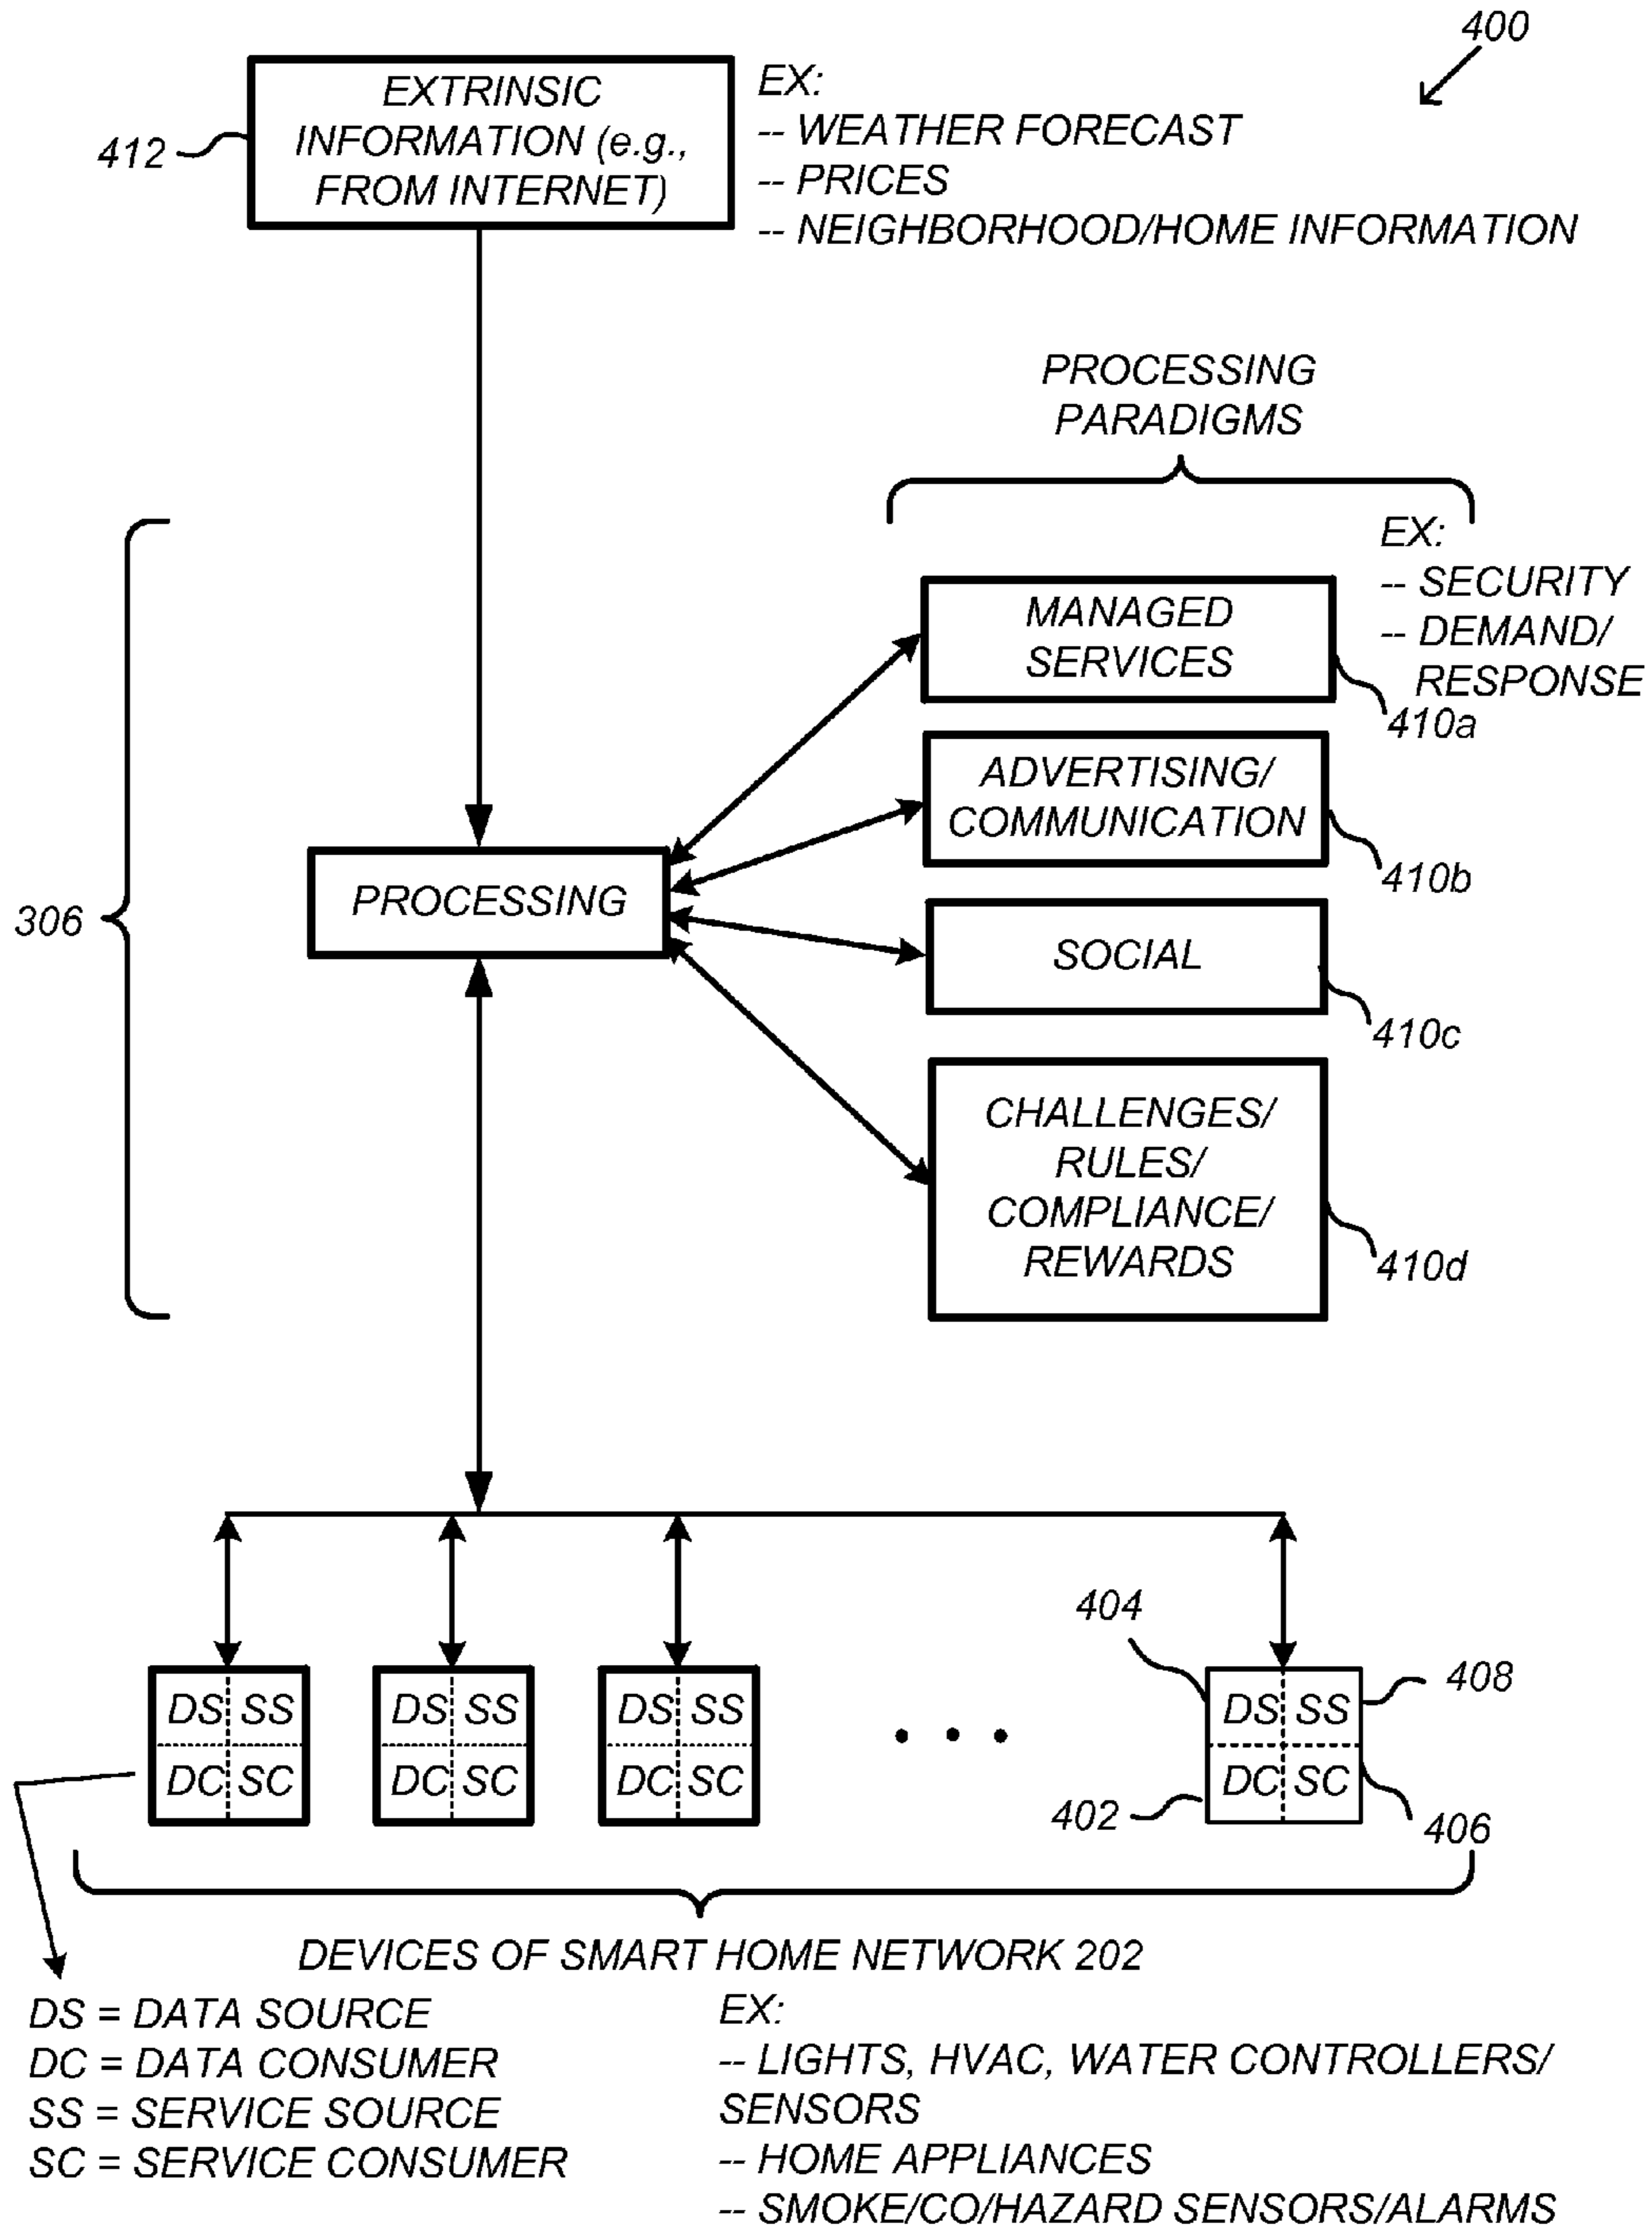 400
EXTRINSIC
INFORMATION (e.g.,
FROM INTERNET)
412
EX:
-- WEATHER FORECAST
-- PRICES
-- NEIGHBORHOOD/HOME INFORMATION
PROCESSING
PARADIGMS
EX:
-- SECURITY
-- DEMAND/
RESPONSE
MANAGED
SERVICES
410a
ADVERTISING/
COMMUNICATION
410b
306
PROCESSING
SOCIAL
410c
CHALLENGES/
RULES/
COMPLIANCE/
REWARDS
410d
404
408
DS SS
DC SC
DS SS
DC SC
DS SS
DC SC
. . .
DS SS
DC SC
402
406
DEVICES OF SMART HOME NETWORK 202
DS = DATA SOURCE
DC = DATA CONSUMER
SS = SERVICE SOURCE
SC = SERVICE CONSUMER
EX:
-- LIGHTS, HVAC, WATER CONTROLLERS/
SENSORS
-- HOME APPLIANCES
-- SMOKE/CO/HAZARD SENSORS/ALARMS